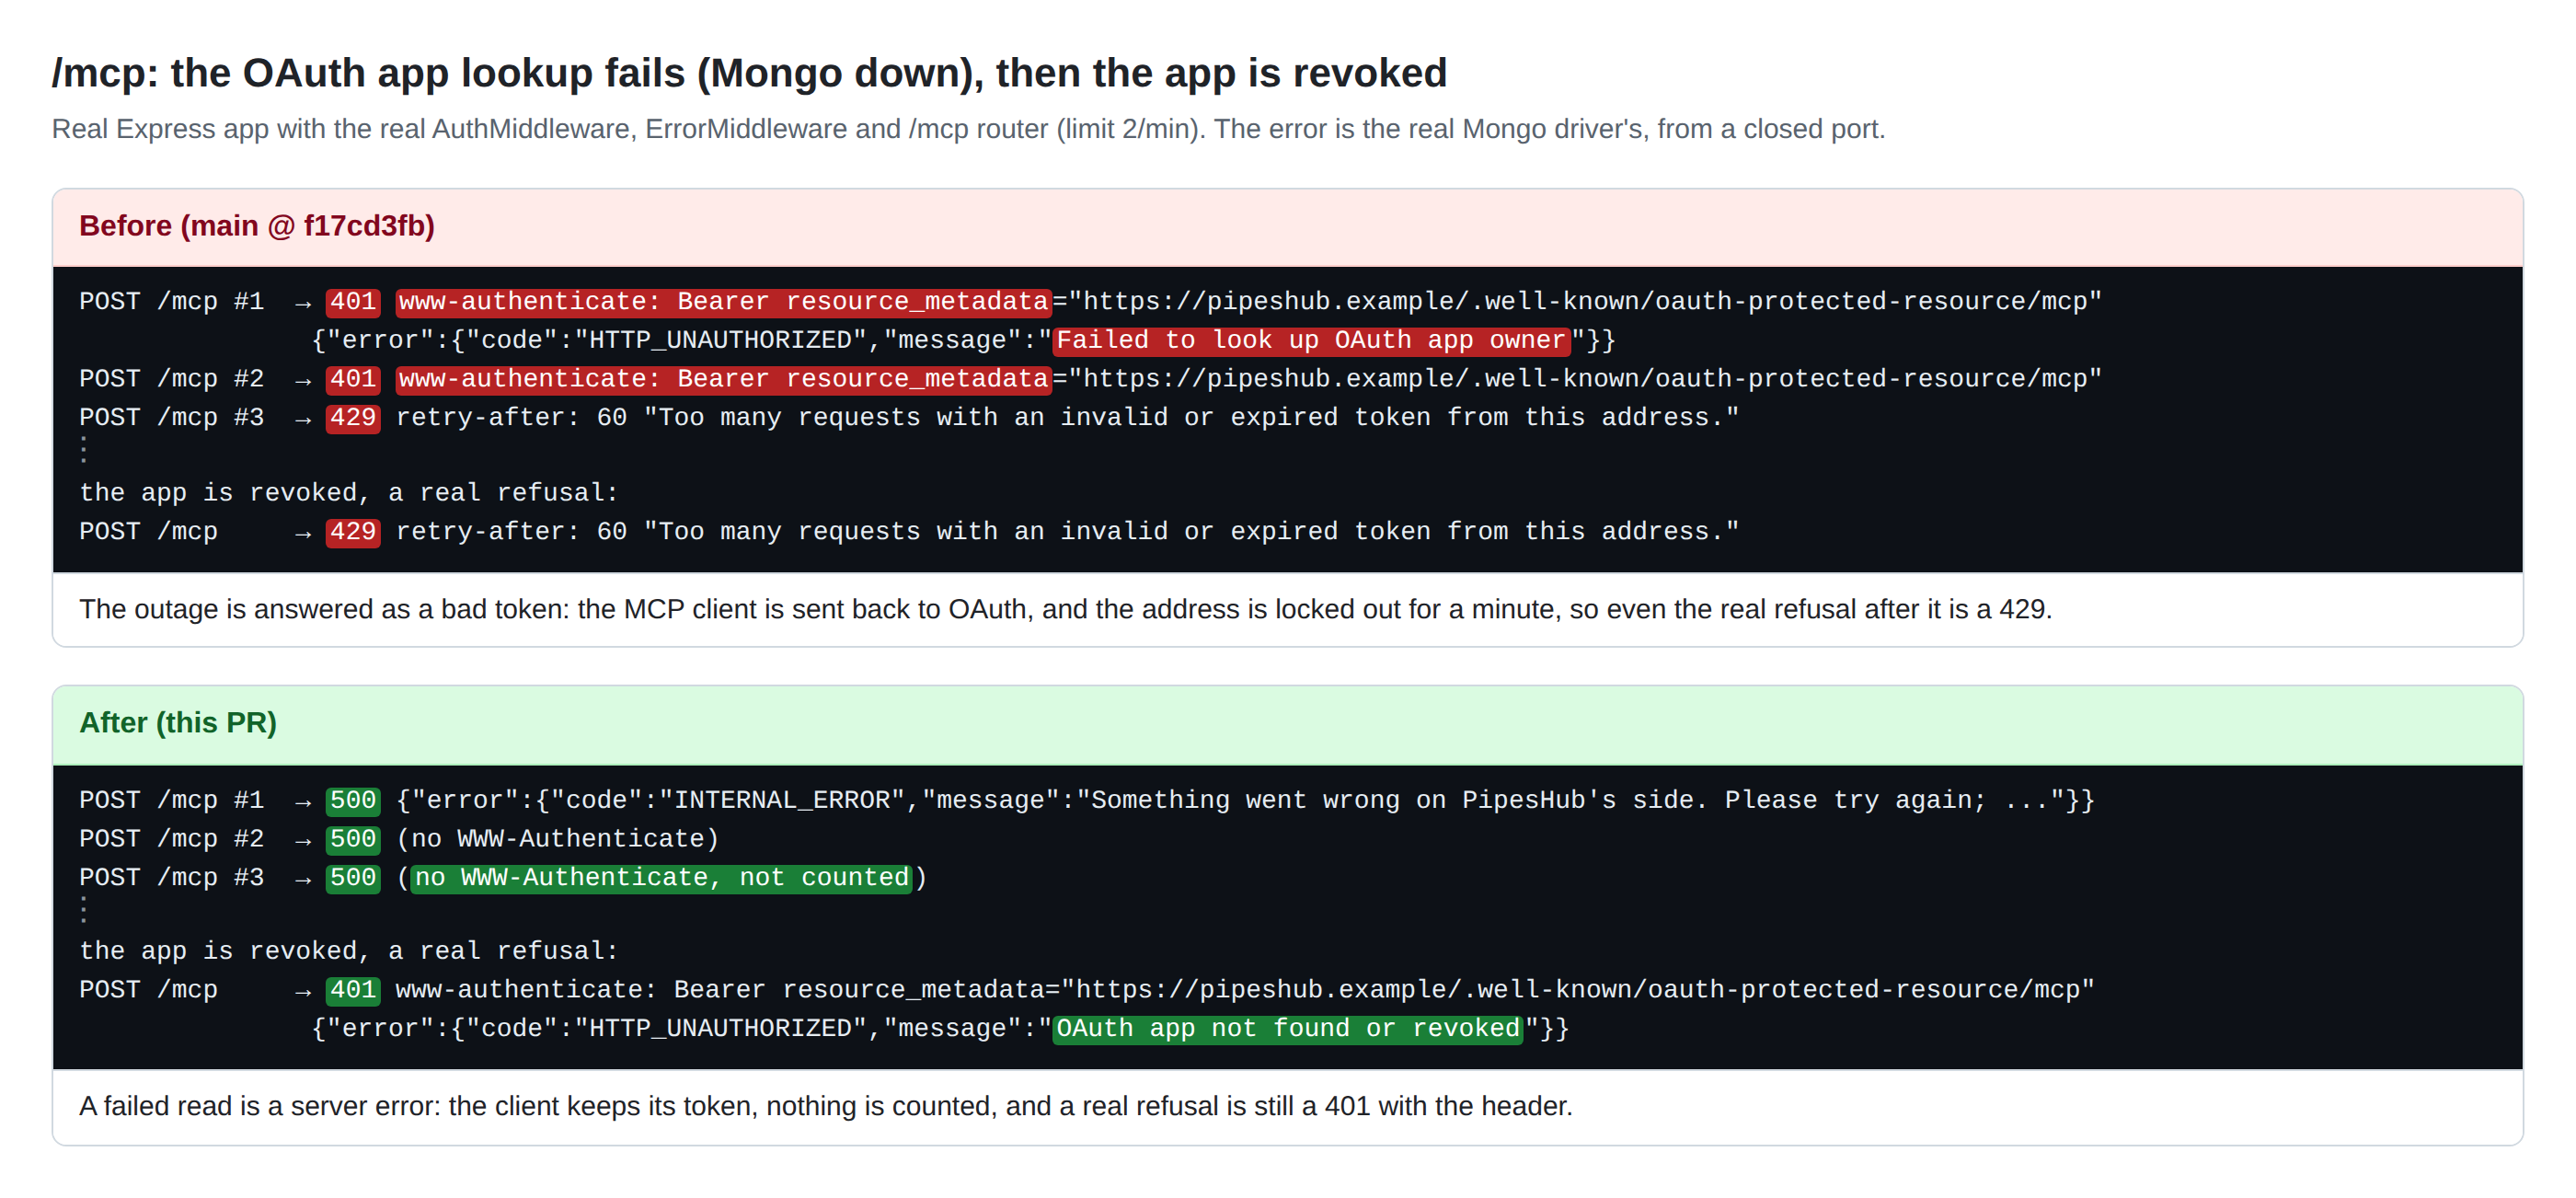 /mcp: the OAuth app lookup fails (Mongo down), then the app is revoked
Real Express app with the real AuthMiddleware, ErrorMiddleware and /mcp router (limit 2/min). The error is the real Mongo driver's, from a closed port.
Before (main @ f17cd3fb)
POST /mcp #1  → 401 www-authenticate: Bearer resource_metadata="https://pipeshub.example/.well-known/oauth-protected-resource/mcp"
{"error":{"code":"HTTP_UNAUTHORIZED","message":"Failed to look up OAuth app owner"}}
POST /mcp #2  → 401 www-authenticate: Bearer resource_metadata="https://pipeshub.example/.well-known/oauth-protected-resource/mcp"
POST /mcp #3  → 429 retry-after: 60 "Too many requests with an invalid or expired token from this address."
⋮
the app is revoked, a real refusal:
POST /mcp     → 429 retry-after: 60 "Too many requests with an invalid or expired token from this address."
The outage is answered as a bad token: the MCP client is sent back to OAuth, and the address is locked out for a minute, so even the real refusal after it is a 429.
After (this PR)
POST /mcp #1  → 500 {"error":{"code":"INTERNAL_ERROR","message":"Something went wrong on PipesHub's side. Please try again; ..."}}
POST /mcp #2  → 500 (no WWW-Authenticate)
POST /mcp #3  → 500 (no WWW-Authenticate, not counted)
⋮
the app is revoked, a real refusal:
POST /mcp     → 401 www-authenticate: Bearer resource_metadata="https://pipeshub.example/.well-known/oauth-protected-resource/mcp"
{"error":{"code":"HTTP_UNAUTHORIZED","message":"OAuth app not found or revoked"}}
A failed read is a server error: the client keeps its token, nothing is counted, and a real refusal is still a 401 with the header.